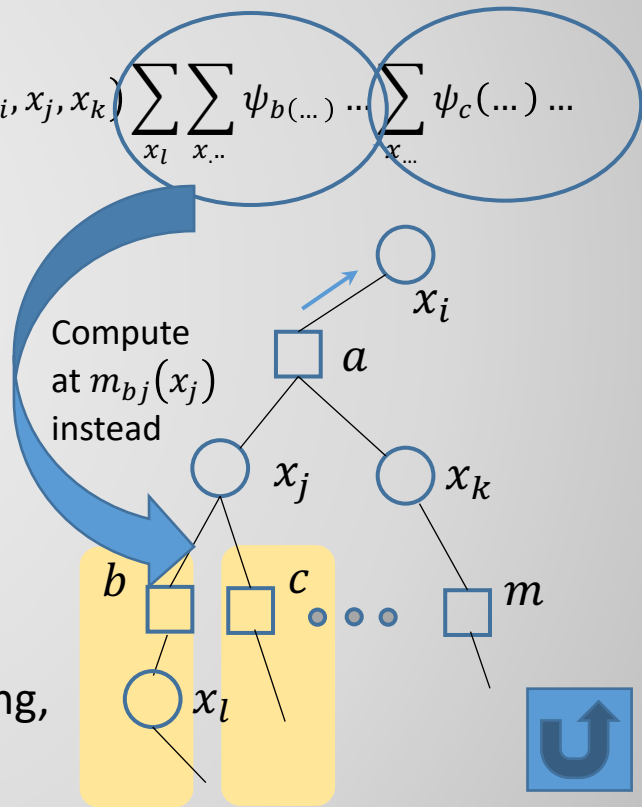 i, x_j, x_k) ∑_{x_l} ∑_{x...} ψ_{b(…)} … ∑_{x...} ψ_c(…) …
x_i
Compute
at m_{bj}(x_j)
instead
a
x_j
x_k
b
c
m
ng,
x_l